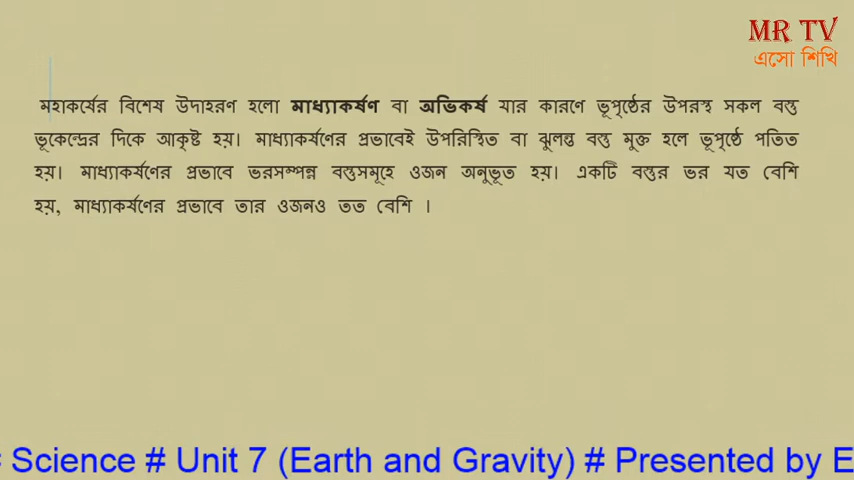 MR TV
এসো শিখি
মহাকর্ষের বিশেষ উদাহরণ হলো মাধ্যাকর্ষণ বা অভিকর্ষ যার কারণে ভূপৃষ্ঠের উপরস্থ সকল বস্তু
ভূকেন্দ্রের দিকে আকৃষ্ট হয়। মাধ্যাকর্ষণের প্রভাবেই উপরিস্থিত বা ঝুলন্ত বস্তু মুক্ত হলে ভূপৃষ্ঠে পতিত
হয়। মাধ্যাকর্ষণের প্রভাবে ভরসম্পন্ন বস্তুসমূহে ওজন অনুভূত হয়। একটি বস্তুর ভর যত বেশি
হয়, মাধ্যাকর্ষণের প্রভাবে তার ওজনও তত বেশি ।
Science # Unit 7 (Earth and Gravity) # Presented by E